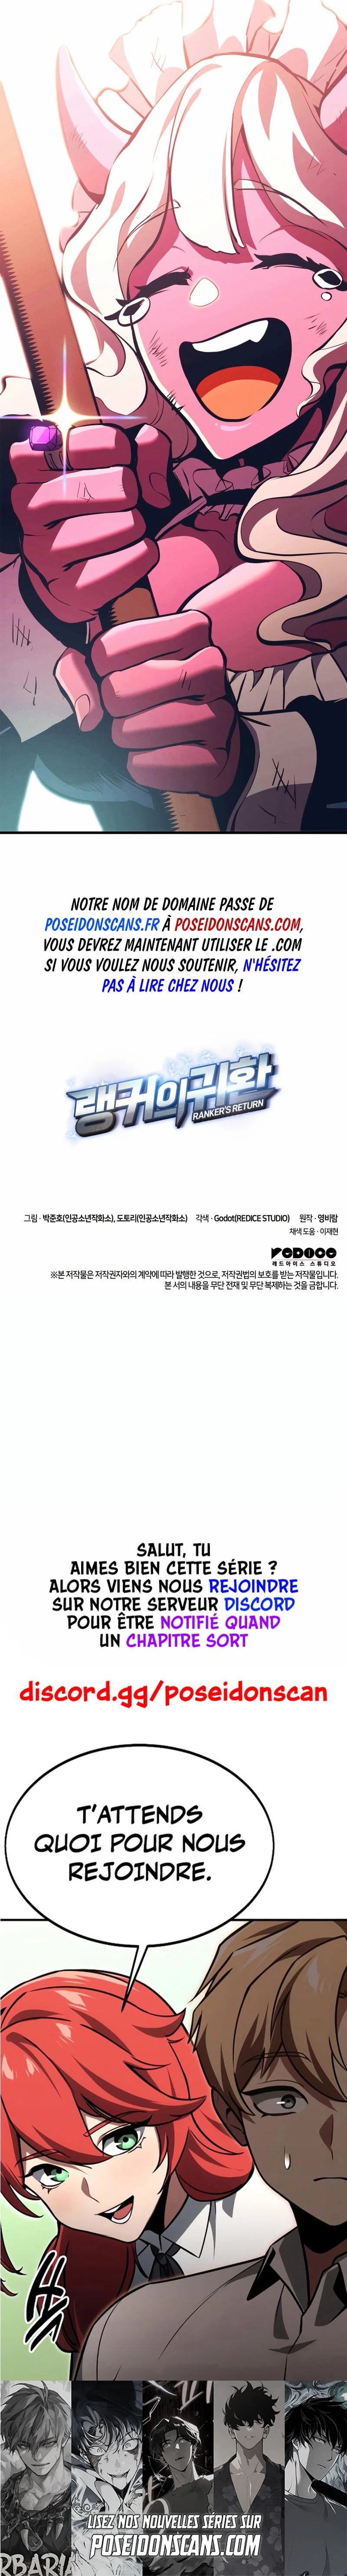 NOTRE NOM DE DOMAINE PASSE DE
POSEIDONSCANS.FR À POSEIDONSCANS.COM,
VOUS DEVREZ MAINTENANT UTILISER LE .COM
SI VOUS VOULEZ NOUS SOUTENIR, N'HÉSITEZ
PAS À LIRE CHEZ NOUS !
랭커의 귀환
RANKER'S RETURN
그림 · 박준호(인공소년작화소), 도토리(인공소년작화소) 각색 · Godot(REDICE STUDIO) 원작 · 영비람
채색 도움 · 이재현
REDICE
레드아이스 스튜디오
※본 저작물은 저작권자와의 계약에 따라 발행한 것으로, 저작권법의 보호를 받는 저작물입니다.
본 서의 내용을 무단 전재 및 무단 복제하는 것을 금합니다.
SALUT, TU
AIMES BIEN CETTE SÉRIE ?
ALORS VIENS NOUS REJOINDRE
SUR NOTRE SERVEUR DISCORD
POUR ÊTRE NOTIFIÉ QUAND
UN CHAPITRE SORT
discord.gg/poseidonscan
T'ATTENDS
QUOI POUR NOUS
REJOINDRE.
LISEZ NOS NOUVELLES SÉRIES SUR
POSEIDONSCANS.COM